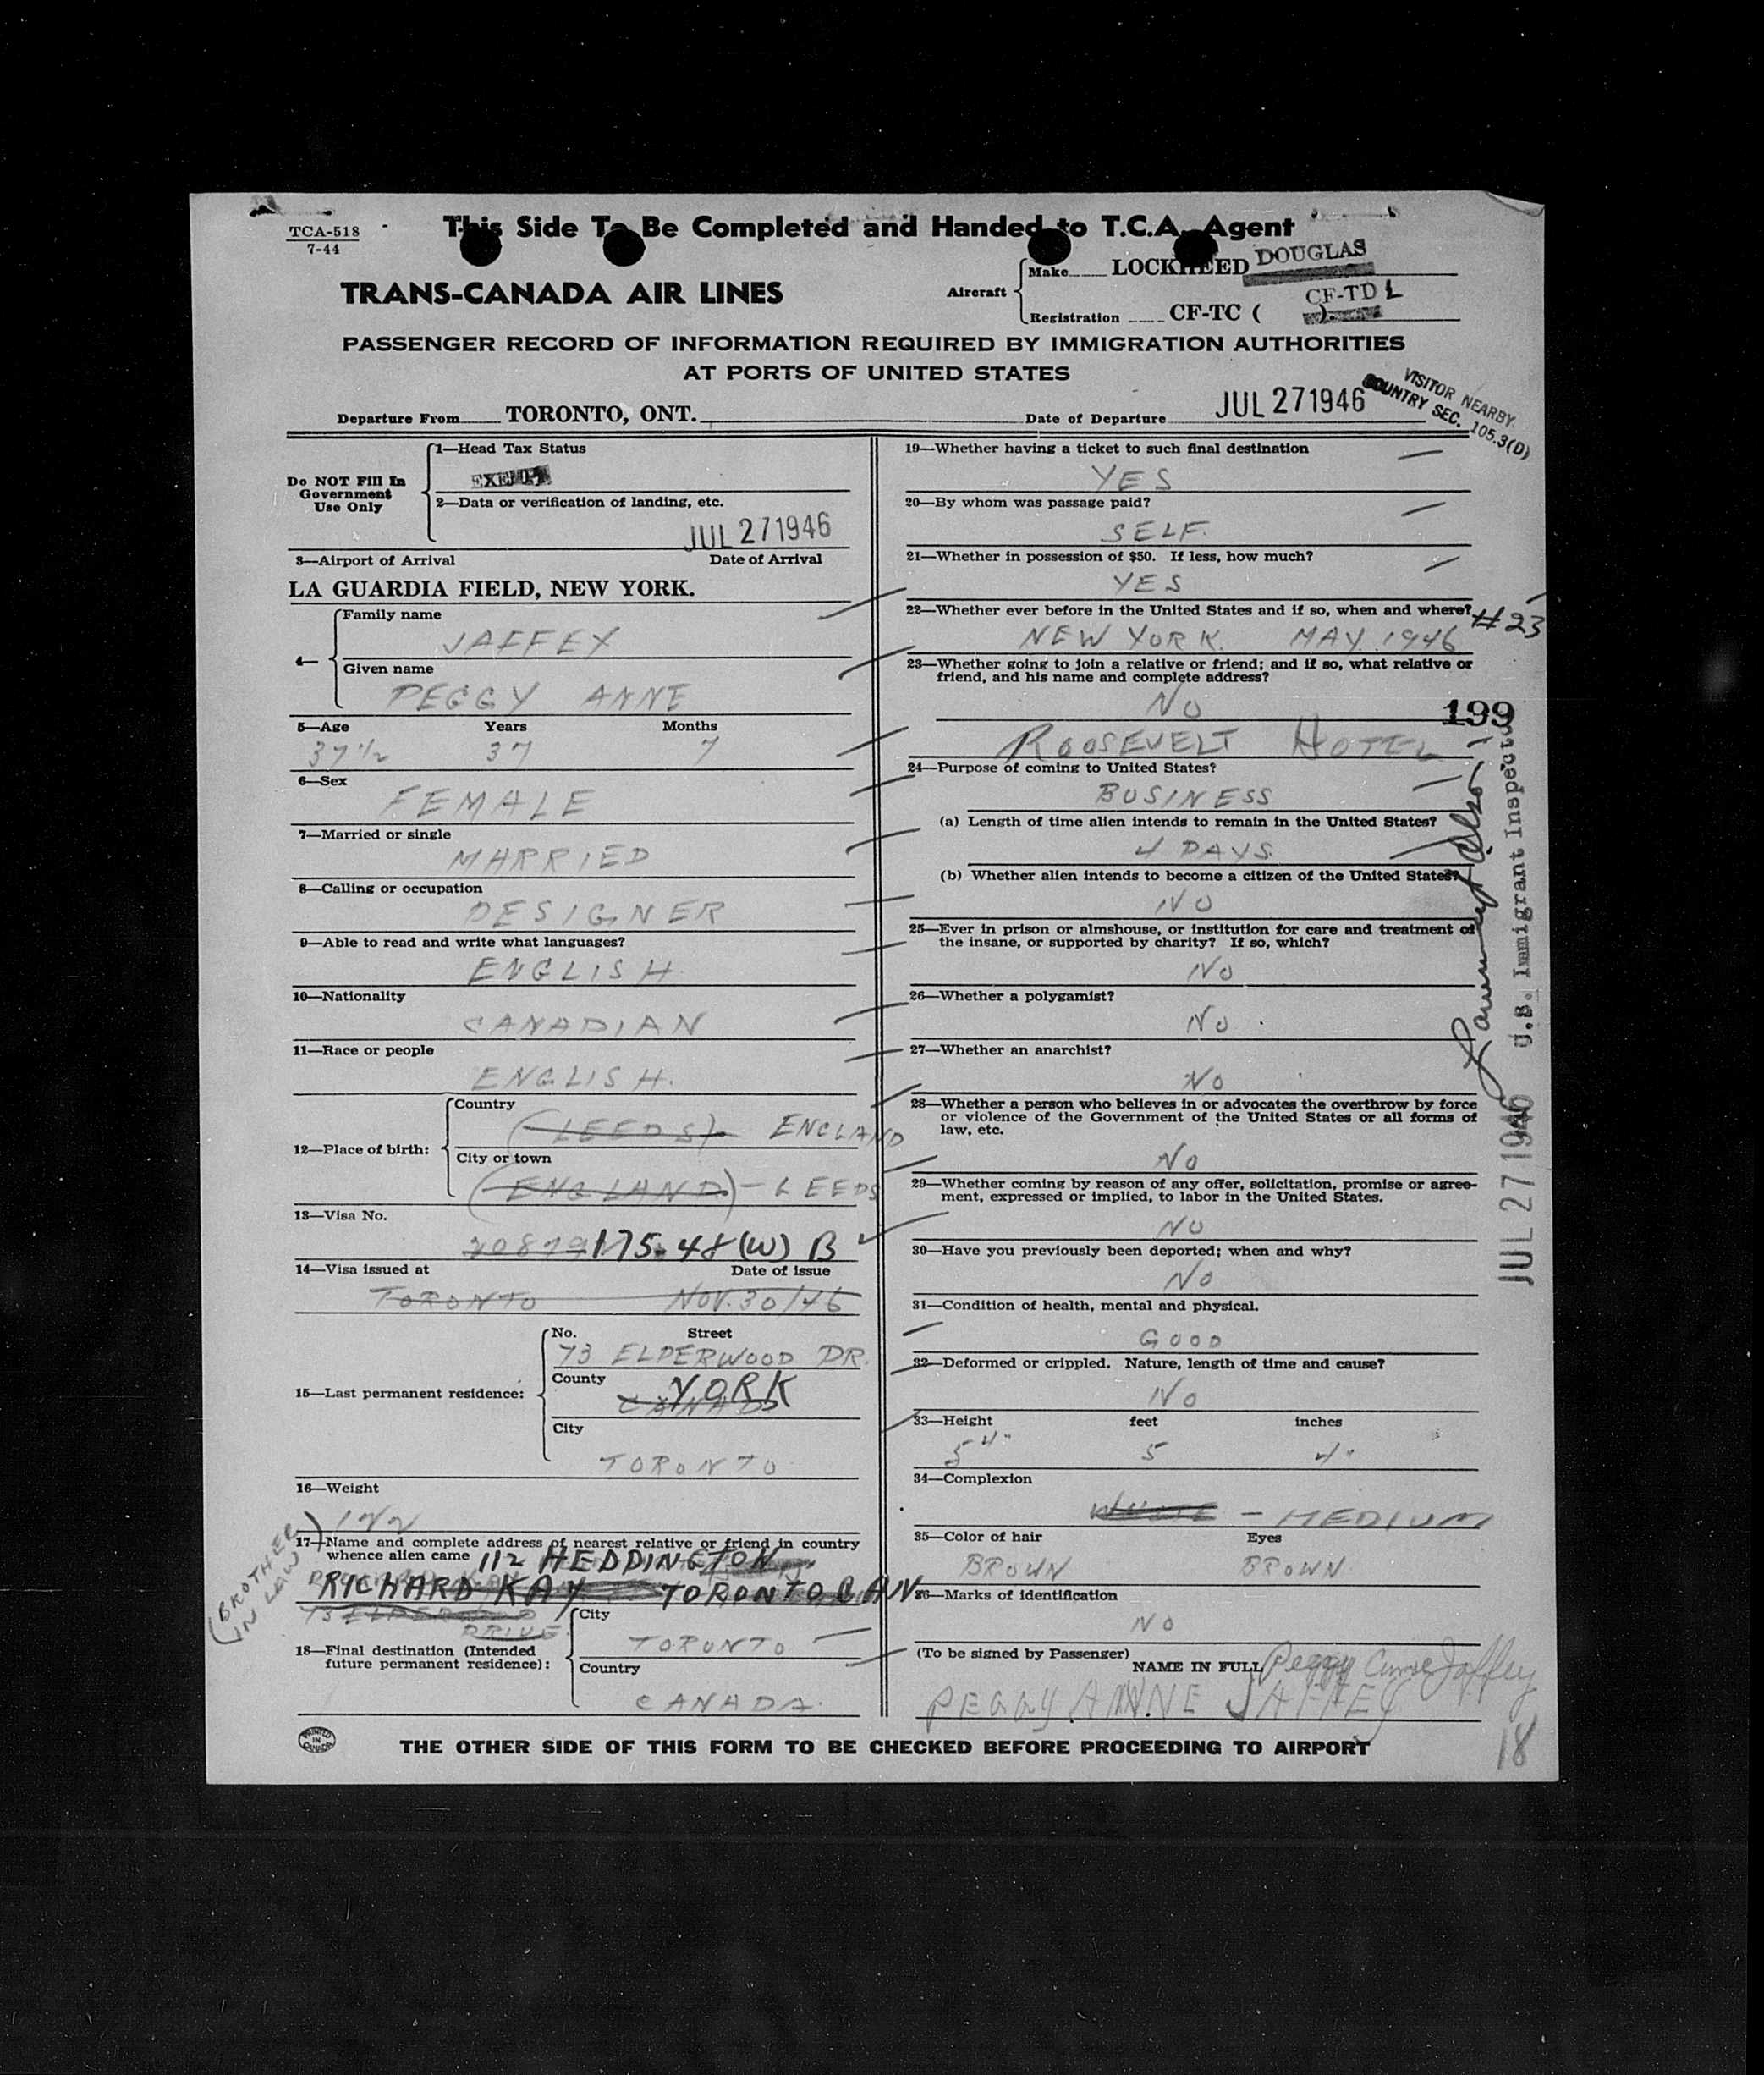 TCA-518
7-44
This Side To Be Completed and Handed to T.C.A. Agent
TRANS-CANADA AIR LINES
Aircraft
Make LOCKHEED DOUGLAS
Registration CF-TC ( ). CF-TD L
PASSENGER RECORD OF INFORMATION REQUIRED BY IMMIGRATION AUTHORITIES
AT PORTS OF UNITED STATES
VISITOR NEARBY
COUNTRY SEC. 105.3(D)
Departure From TORONTO, ONT. Date of Departure JUL 27 1946
Do NOT Fill In
Government
Use Only
1—Head Tax Status
EXEMPT
2—Data or verification of landing, etc.
JUL 27 1946
3—Airport of Arrival Date of Arrival
LA GUARDIA FIELD, NEW YORK.
4—
Family name
JAFFEY
Given name
PEGGY ANNE
5—Age Years Months
37 1/2 37 7
6—Sex
FEMALE
7—Married or single
MARRIED
8—Calling or occupation
DESIGNER
9—Able to read and write what languages?
ENGLISH
10—Nationality
CANADIAN
11—Race or people
ENGLISH.
12—Place of birth:
Country
(LEEDS) ENGLAND
City or town
(ENGLAND) - LEEDS
13—Visa No.
175.48 (W) B
14—Visa issued at Date of issue
TORONTO NOV. 30/46
15—Last permanent residence:
No. Street
73 ELDERWOOD DR.
County
YORK
CANADA
City
TORONTO
16—Weight
122
(BROTHER
IN LAW)
17—Name and complete address of nearest relative or friend in country
whence alien came 112 HEDDINGTON
RICHARD KAY TORONTO CAN.
73 ELDERWOOD
DRIVE
18—Final destination (Intended
future permanent residence):
City
TORONTO
Country
CANADA.
19—Whether having a ticket to such final destination
YES
20—By whom was passage paid?
SELF.
21—Whether in possession of $50. If less, how much?
YES
22—Whether ever before in the United States and if so, when and where?
#23
NEW YORK. MAY. 1946
23—Whether going to join a relative or friend; and if so, what relative or
friend, and his name and complete address?
NO
199
ROOSEVELT HOTEL
24—Purpose of coming to United States?
BUSINESS
(a) Length of time alien intends to remain in the United States?
4 DAYS.
(b) Whether alien intends to become a citizen of the United States?
NO
25—Ever in prison or almshouse, or institution for care and treatment of
the insane, or supported by charity? If so, which?
NO
26—Whether a polygamist?
NO.
27—Whether an anarchist?
NO
28—Whether a person who believes in or advocates the overthrow by force
or violence of the Government of the United States or all forms of
law, etc.
NO
29—Whether coming by reason of any offer, solicitation, promise or agree-
ment, expressed or implied, to labor in the United States.
NO
30—Have you previously been deported; when and why?
NO
31—Condition of health, mental and physical.
GOOD
32—Deformed or crippled. Nature, length of time and cause?
NO
33—Height feet inches
5 4" 5 4"
34—Complexion
WHITE - MEDIUM
35—Color of hair Eyes
BROWN BROWN.
36—Marks of identification
NO
(To be signed by Passenger)
NAME IN FULL Peggy Anne Jaffey
PEGGY ANNE JAFFEY
U.S. Immigrant Inspector
JUL 27 1946
PRINTED
IN
CANADA
THE OTHER SIDE OF THIS FORM TO BE CHECKED BEFORE PROCEEDING TO AIRPORT
18